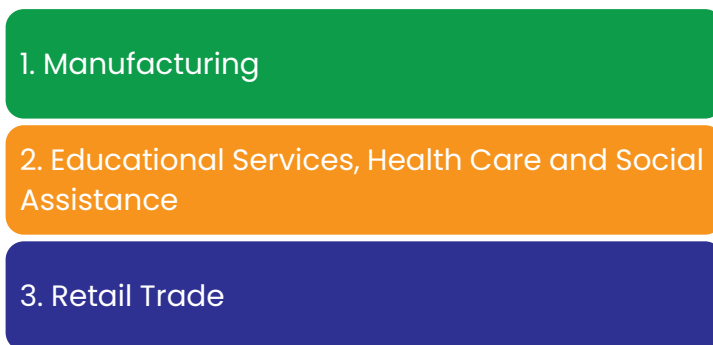 1. Manufacturing
2. Educational Services, Health Care and Social
Assistance
3. Retail Trade